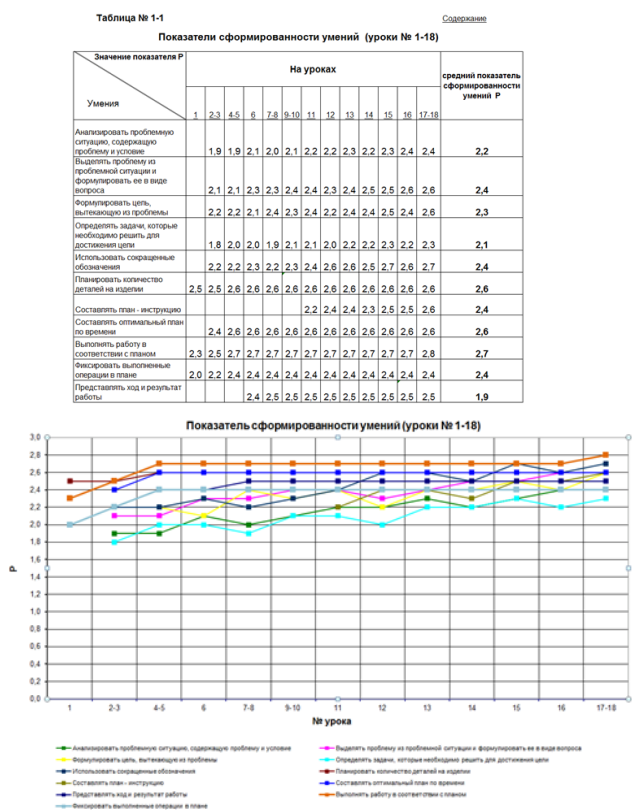 Таблица № 1-1
Содержание
Показатели сформированности умений (уроки № 1-18)
Значение показателя Р
Умения
На уроках
средний показатель сформированности умений Р
1 2-3 4-5 6 7-8 9-10 11 12 13 14 15 16 17-18
Анализировать проблемную
ситуацию, содержащую
проблему и условие 1,9 1,9 2,1 2,0 2,1 2,2 2,2 2,3 2,2 2,3 2,4 2,4 2,2
Выделять проблему из
проблемной ситуации и
формулировать ее в виде
вопроса 2,1 2,1 2,3 2,3 2,4 2,4 2,3 2,4 2,5 2,5 2,6 2,6 2,4
Формулировать цель,
вытекающую из проблемы 2,2 2,2 2,1 2,4 2,3 2,4 2,2 2,4 2,4 2,5 2,4 2,6 2,3
Определять задачи, которые
необходимо решить для
достижения цели 1,8 2,0 2,0 1,9 2,1 2,1 2,0 2,2 2,2 2,3 2,2 2,3 2,1
Использовать сокращенные
обозначения 2,2 2,2 2,3 2,2 2,3 2,4 2,6 2,6 2,5 2,7 2,6 2,7 2,4
Планировать количество
деталей на изделии 2,5 2,5 2,6 2,6 2,6 2,6 2,6 2,6 2,6 2,6 2,6 2,6 2,6 2,6
Составлять план - инструкцию 2,2 2,4 2,4 2,3 2,5 2,5 2,6 2,4
Составлять оптимальный план
по времени 2,4 2,6 2,6 2,6 2,6 2,6 2,6 2,6 2,6 2,6 2,6 2,6 2,6
Выполнять работу в
соответствии с планом 2,3 2,5 2,7 2,7 2,7 2,7 2,7 2,7 2,7 2,7 2,7 2,7 2,8 2,7
Фиксировать выполненные
операции в плане 2,0 2,2 2,4 2,4 2,4 2,4 2,4 2,4 2,4 2,4 2,4 2,4 2,4 2,4
Представлять ход и результат
работы 2,4 2,5 2,5 2,5 2,5 2,5 2,5 2,5 2,5 2,5 1,9
Показатель сформированности умений (уроки № 1-18)
3,0
2,8
2,6
2,4
2,2
2,0
1,8
1,6
1,4
1,2
1,0
0,8
0,6
0,4
0,2
0,0
Р
1 2-3 4-5 6 7-8 9-10 11 12 13 14 15 16 17-18
№ урока
Анализировать проблемную ситуацию, содержащую проблему и условие
Выделять проблему из проблемной ситуации и формулировать ее в виде вопроса
Формулировать цель, вытекающую из проблемы
Определять задачи, которые необходимо решить для достижения цели
Использовать сокращенные обозначения
Планировать количество деталей на изделии
Составлять план - инструкцию
Составлять оптимальный план по времени
Представлять ход и результат работы
Выполнять работу в соответствии с планом
Фиксировать выполненные операции в плане